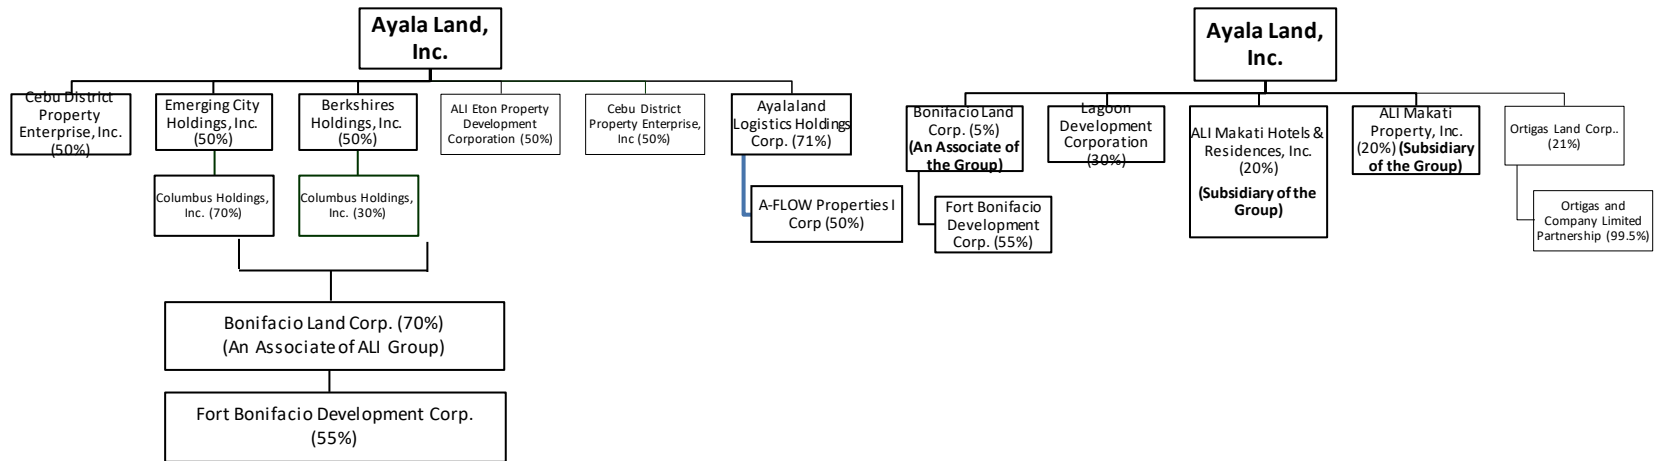 Ayala Land,
Inc.
Cebu District
Property
Enterprise, Inc.
(50%)
Emerging City
Holdings, Inc.
(50%)
Berkshires
Holdings, Inc.
(50%)
ALI Eton Property
Development
Corporation (50%)
Cebu District
Property Enterprise,
Inc (50%)
Ayalaland
Logistics Holdings
Corp. (71%)
Columbus Holdings,
Inc. (70%)
Columbus Holdings,
Inc. (30%)
A-FLOW Properties I
Corp (50%)
Bonifacio Land Corp. (70%)
(An Associate of ALI Group)
Fort Bonifacio Development Corp.
(55%)
Ayala Land,
Inc.
Bonifacio Land
Corp. (5%)
(An Associate of
the Group)
Lagoon
Development
Corporation
(30%)
ALI Makati Hotels &
Residences, Inc.
(20%)
(Subsidiary of the
Group)
ALI Makati
Property, Inc.
(20%) (Subsidiary
of the Group)
Ortigas Land Corp..
(21%)
Fort Bonifacio
Development
Corp. (55%)
Ortigas and
Company Limited
Partnership (99.5%)